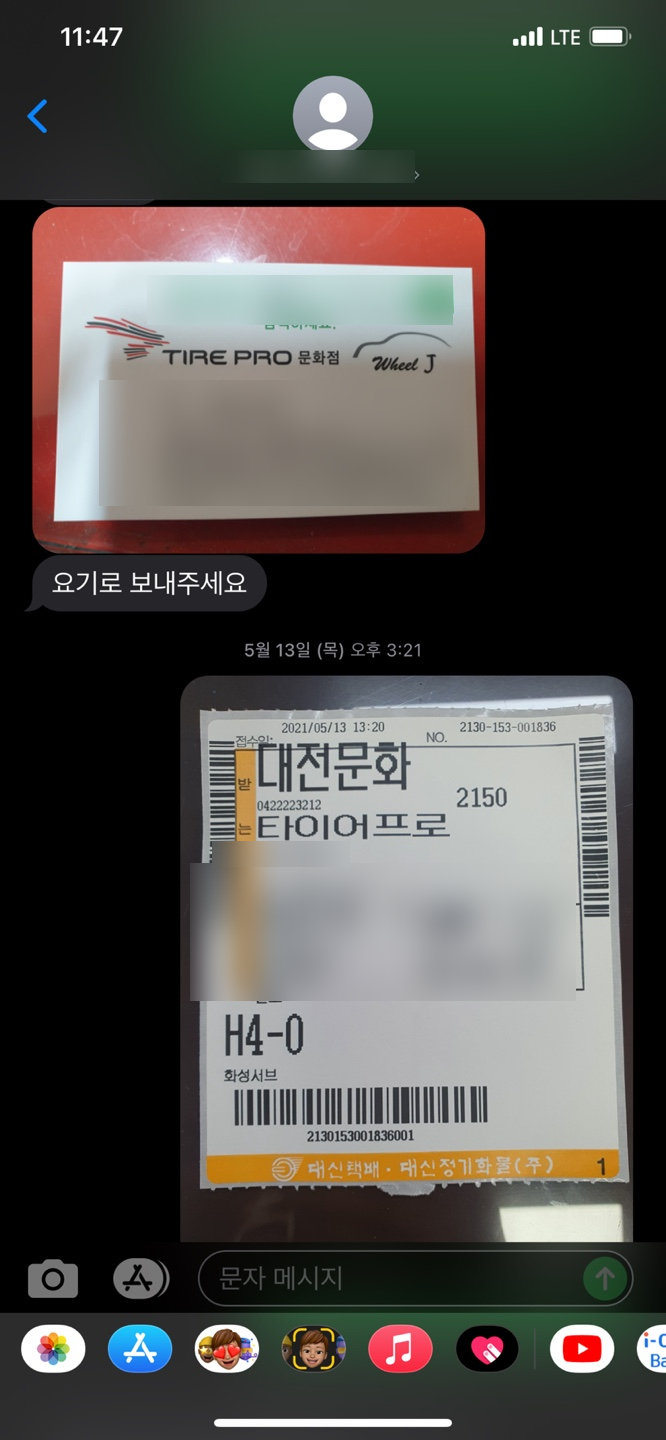 11:47
LTE
TIRE PRO 문화점
Wheel J
요기로 보내주세요
5월 13일 (목) 오후 3:21
접수일: 2021/05/13 13:20 NO. 2130-153-001836
받는
대전문화
0422223212
2150
타이어프로
H4-0
화성서브
2130153001836001
대신택배 · 대신정기화물(주) 1
문자 메시지
i-O
Ba